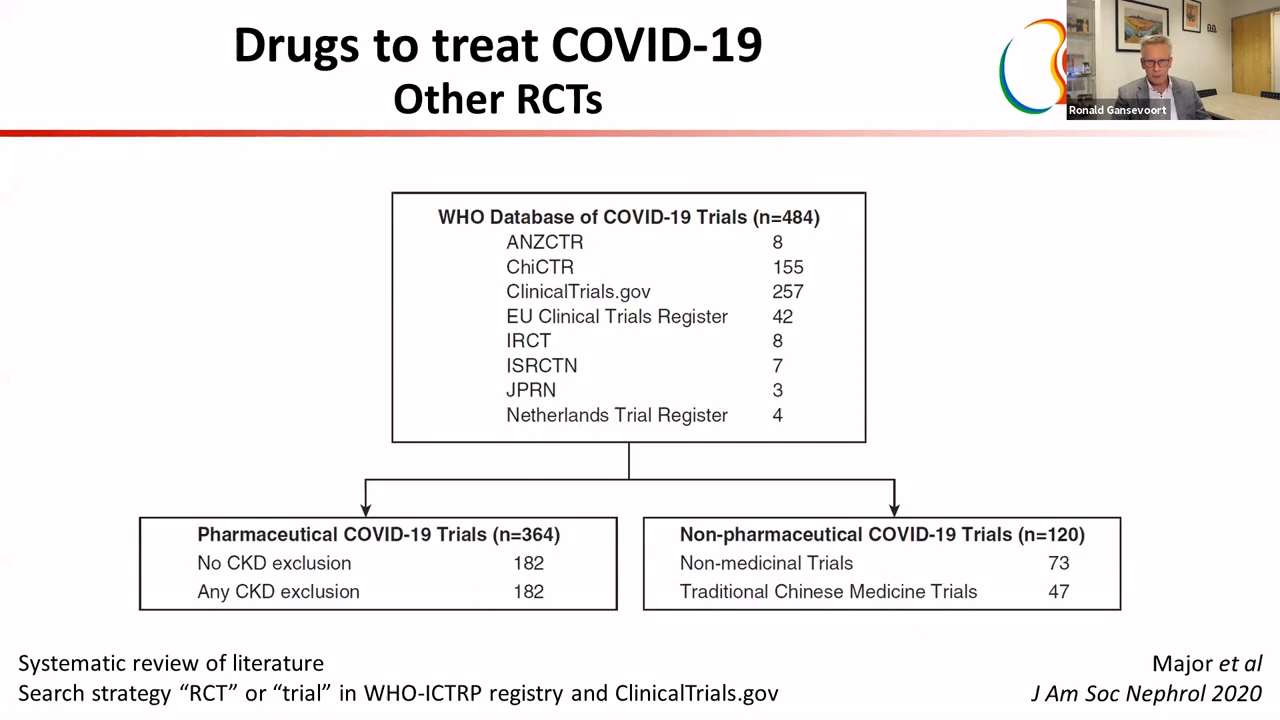 Drugs to treat COVID-19
Other RCTs
Ronald Gansevoort
WHO Database of COVID-19 Trials (n=484)
ANZCTR 8
ChiCTR 155
ClinicalTrials.gov 257
EU Clinical Trials Register 42
IRCT 8
ISRCTN 7
JPRN 3
Netherlands Trial Register 4
Pharmaceutical COVID-19 Trials (n=364)
No CKD exclusion 182
Any CKD exclusion 182
Non-pharmaceutical COVID-19 Trials (n=120)
Non-medicinal Trials 73
Traditional Chinese Medicine Trials 47
Systematic review of literature
Search strategy “RCT” or “trial” in WHO-ICTRP registry and ClinicalTrials.gov
Major et al
J Am Soc Nephrol 2020